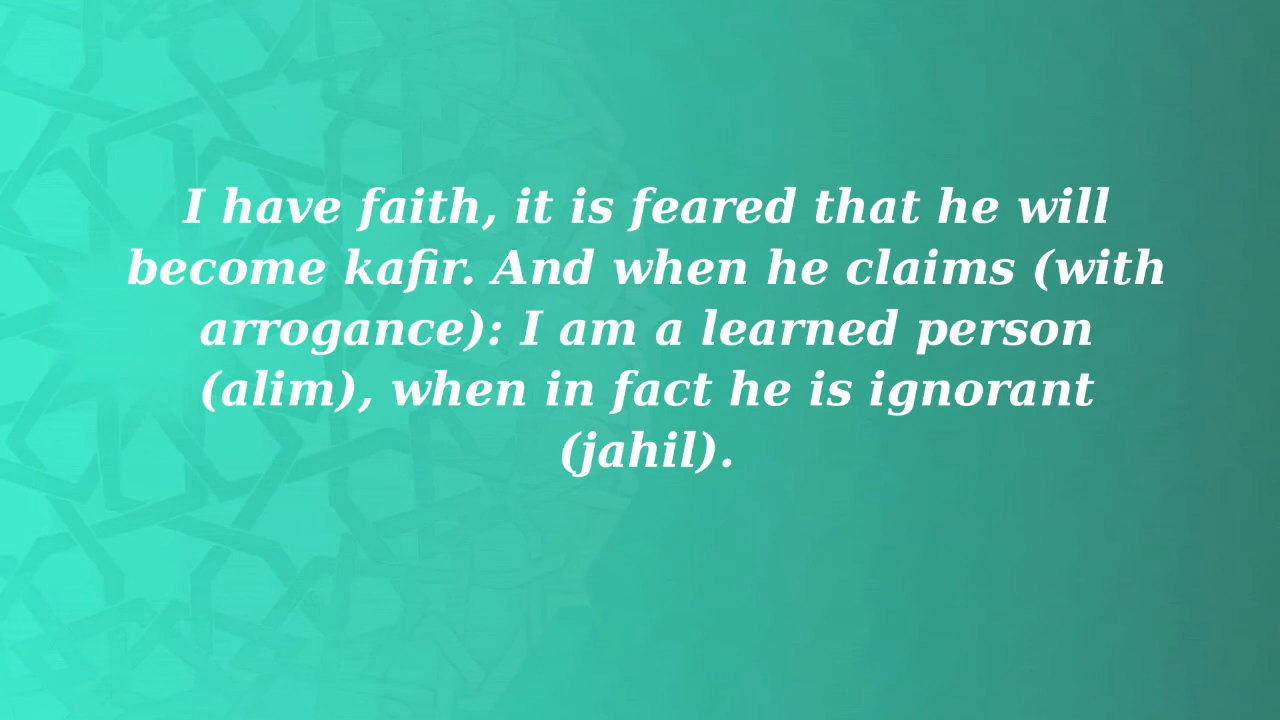 I have faith, it is feared that he will
become kafir. And when he claims (with
arrogance): I am a learned person
(alim), when in fact he is ignorant
(jahil).